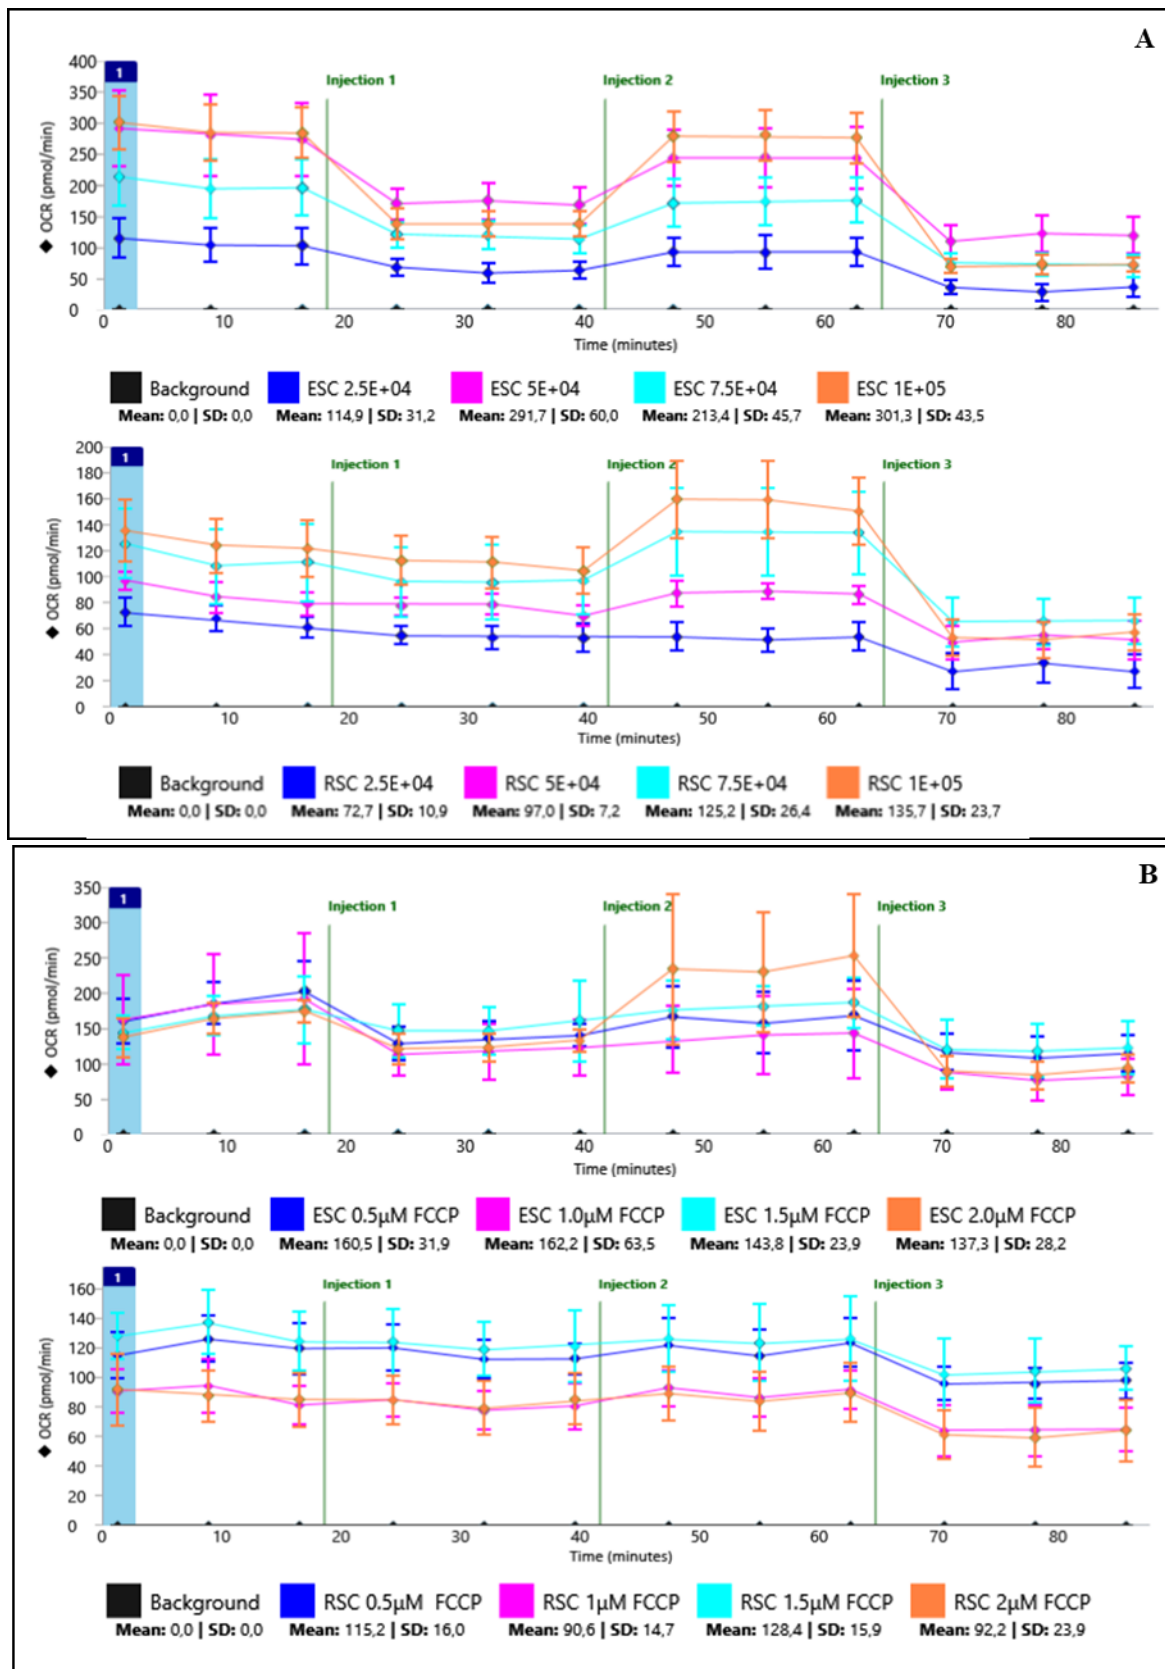 A
400
350
300
250
200
150
100
50
0
◆ OCR (pmol/min)
1
Injection 1
Injection 2
Injection 3
0 10 20 30 40 50 60 70 80
Time (minutes)
Background ESC 2.5E+04 ESC 5E+04 ESC 7.5E+04 ESC 1E+05
Mean: 0,0 | SD: 0,0 Mean: 114,9 | SD: 31,2 Mean: 291,7 | SD: 60,0 Mean: 213,4 | SD: 45,7 Mean: 301,3 | SD: 43,5
200
180
160
140
120
100
80
60
40
20
0
◆ OCR (pmol/min)
1
Injection 1
Injection 2
Injection 3
0 10 20 30 40 50 60 70 80
Time (minutes)
Background RSC 2.5E+04 RSC 5E+04 RSC 7.5E+04 RSC 1E+05
Mean: 0,0 | SD: 0,0 Mean: 72,7 | SD: 10,9 Mean: 97,0 | SD: 7,2 Mean: 125,2 | SD: 26,4 Mean: 135,7 | SD: 23,7
B
350
300
250
200
150
100
50
0
◆ OCR (pmol/min)
1
Injection 1
Injection 2
Injection 3
0 10 20 30 40 50 60 70 80
Time (minutes)
Background ESC 0.5µM FCCP ESC 1.0µM FCCP ESC 1.5µM FCCP ESC 2.0µM FCCP
Mean: 0,0 | SD: 0,0 Mean: 160,5 | SD: 31,9 Mean: 162,2 | SD: 63,5 Mean: 143,8 | SD: 23,9 Mean: 137,3 | SD: 28,2
160
140
120
100
80
60
40
20
0
◆ OCR (pmol/min)
1
Injection 1
Injection 2
Injection 3
0 10 20 30 40 50 60 70 80
Time (minutes)
Background RSC 0.5µM FCCP RSC 1µM FCCP RSC 1.5µM FCCP RSC 2µM FCCP
Mean: 0,0 | SD: 0,0 Mean: 115,2 | SD: 16,0 Mean: 90,6 | SD: 14,7 Mean: 128,4 | SD: 15,9 Mean: 92,2 | SD: 23,9